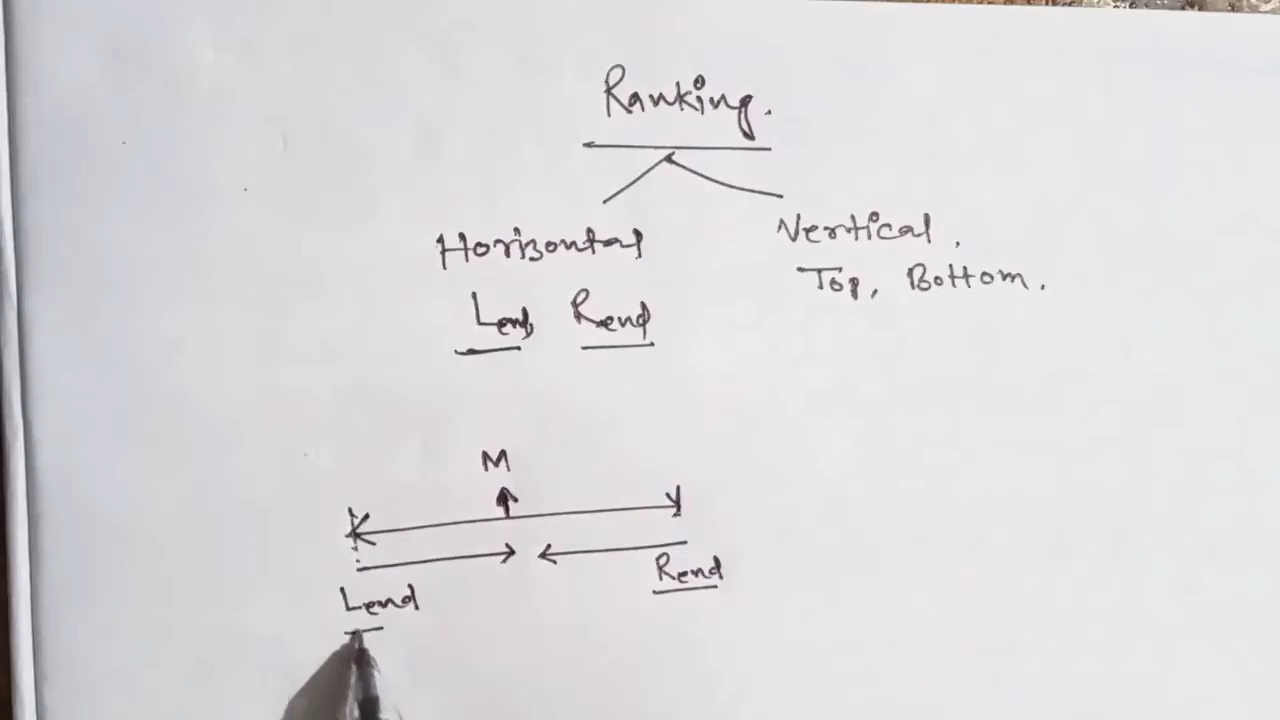 Ranking.
Horizontal
Vertical.
Top, Bottom.
Lend, Rend
M
Rend
Lend